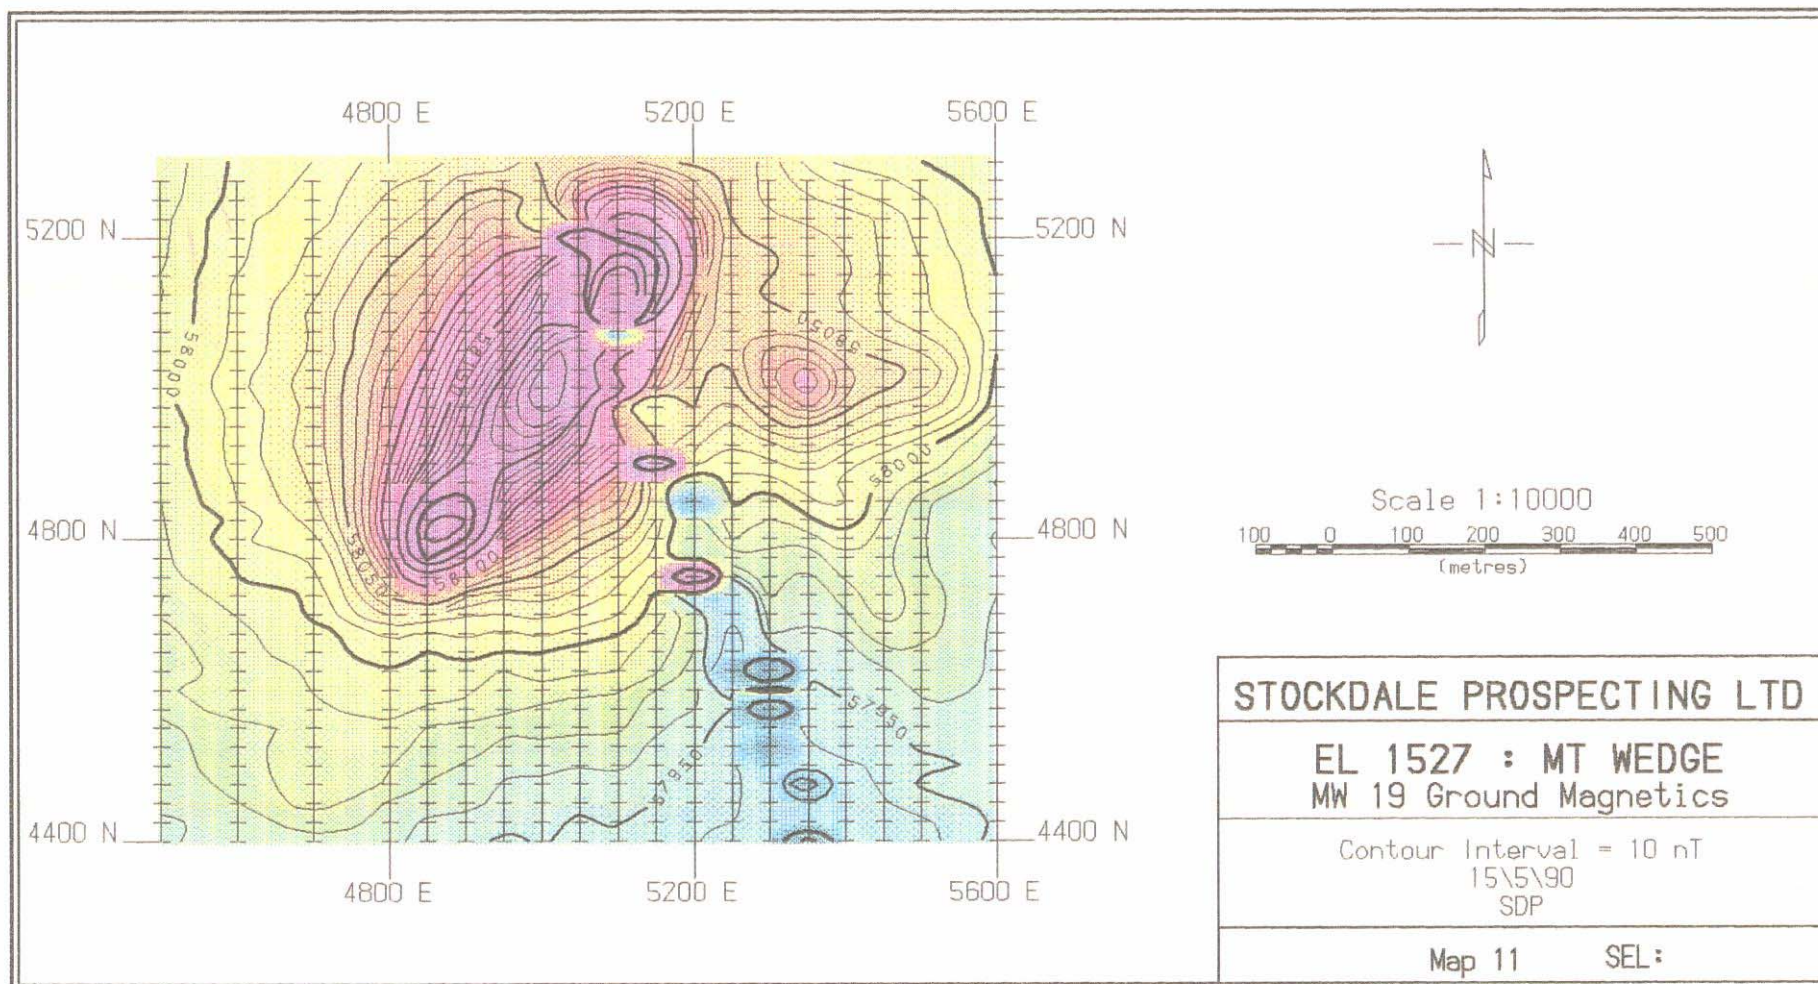 4800 E 5200 E 5600 E
5200 N 5200 N
N
58000
58150
58050
Scale 1:10000
100 0 100 200 300 400 500
(metres)
4800 N 4800 N
58000
58050
58100
57950
57950
4400 N 4400 N
4800 E 5200 E 5600 E
STOCKDALE PROSPECTING LTD
EL 1527 : MT WEDGE
MW 19 Ground Magnetics
Contour Interval = 10 nT
15\5\90
SDP
Map 11 SEL: